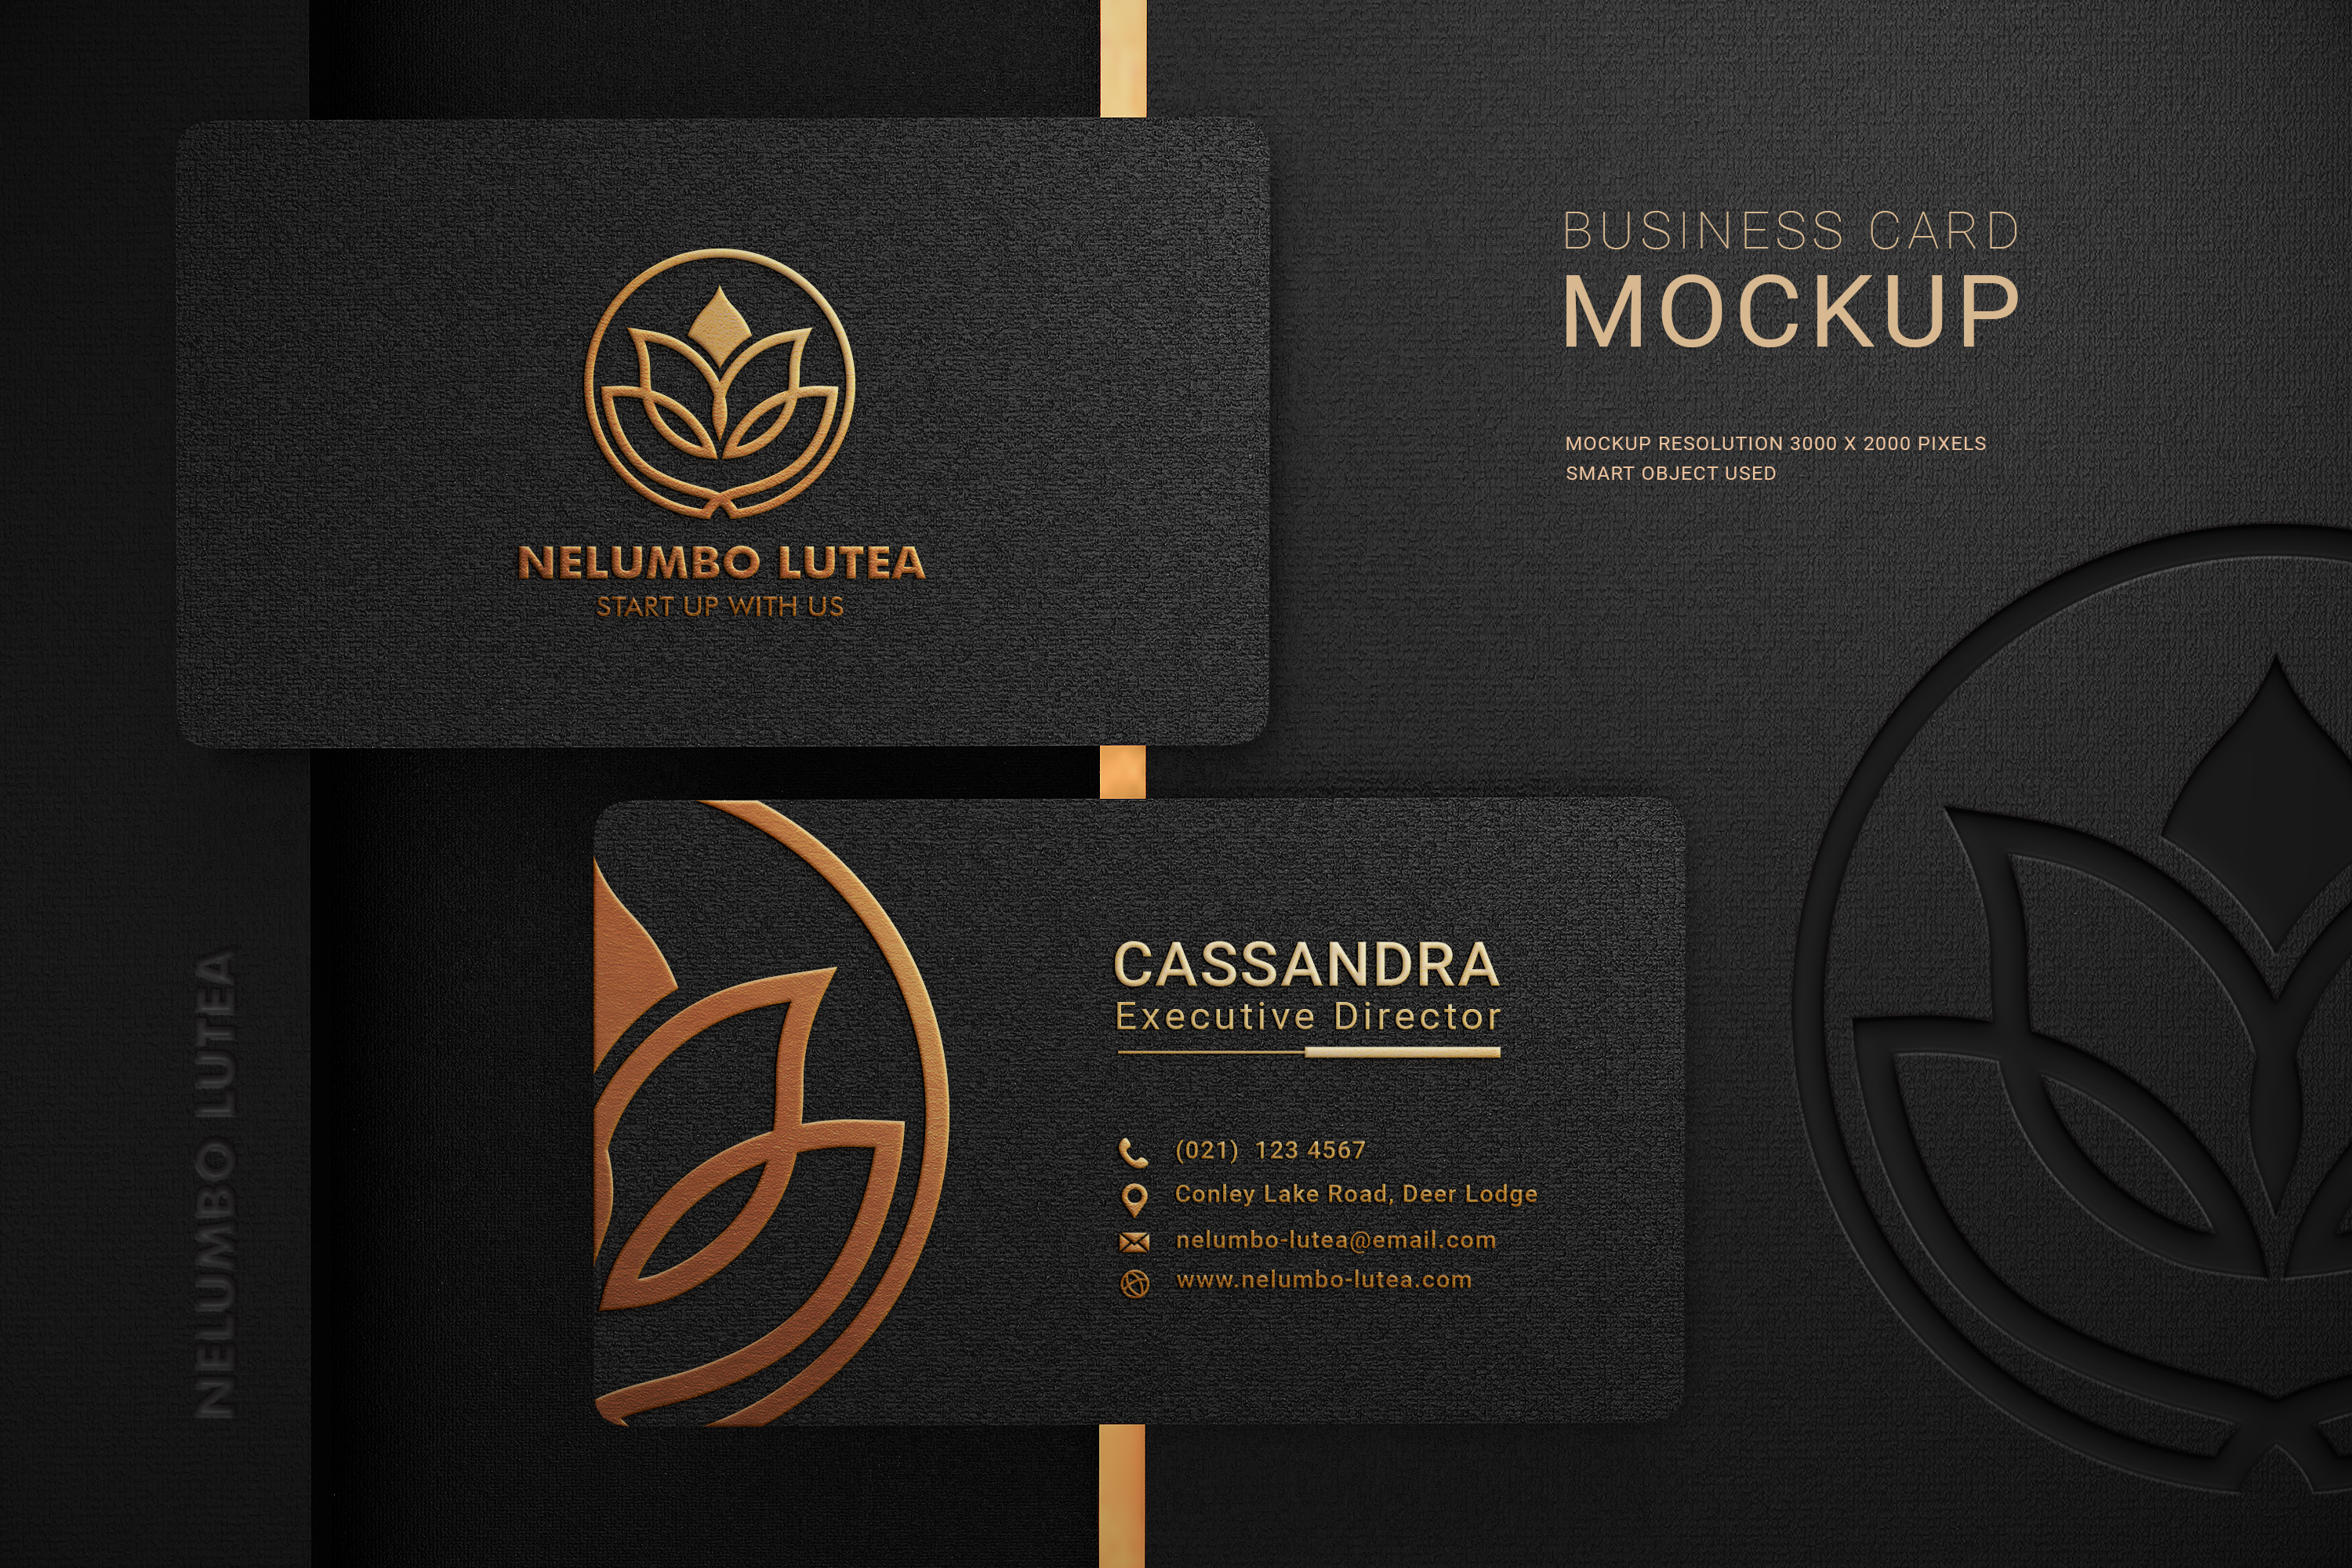 NELUMBO LUTEA
START UP WITH US
BUSINESS CARD
MOCKUP
MOCKUP RESOLUTION 3000 X 2000 PIXELS
SMART OBJECT USED
NELUMBO LUTEA
CASSANDRA
Executive Director
(021) 123 4567
Conley Lake Road, Deer Lodge
nelumbo-lutea@email.com
www.nelumbo-lutea.com